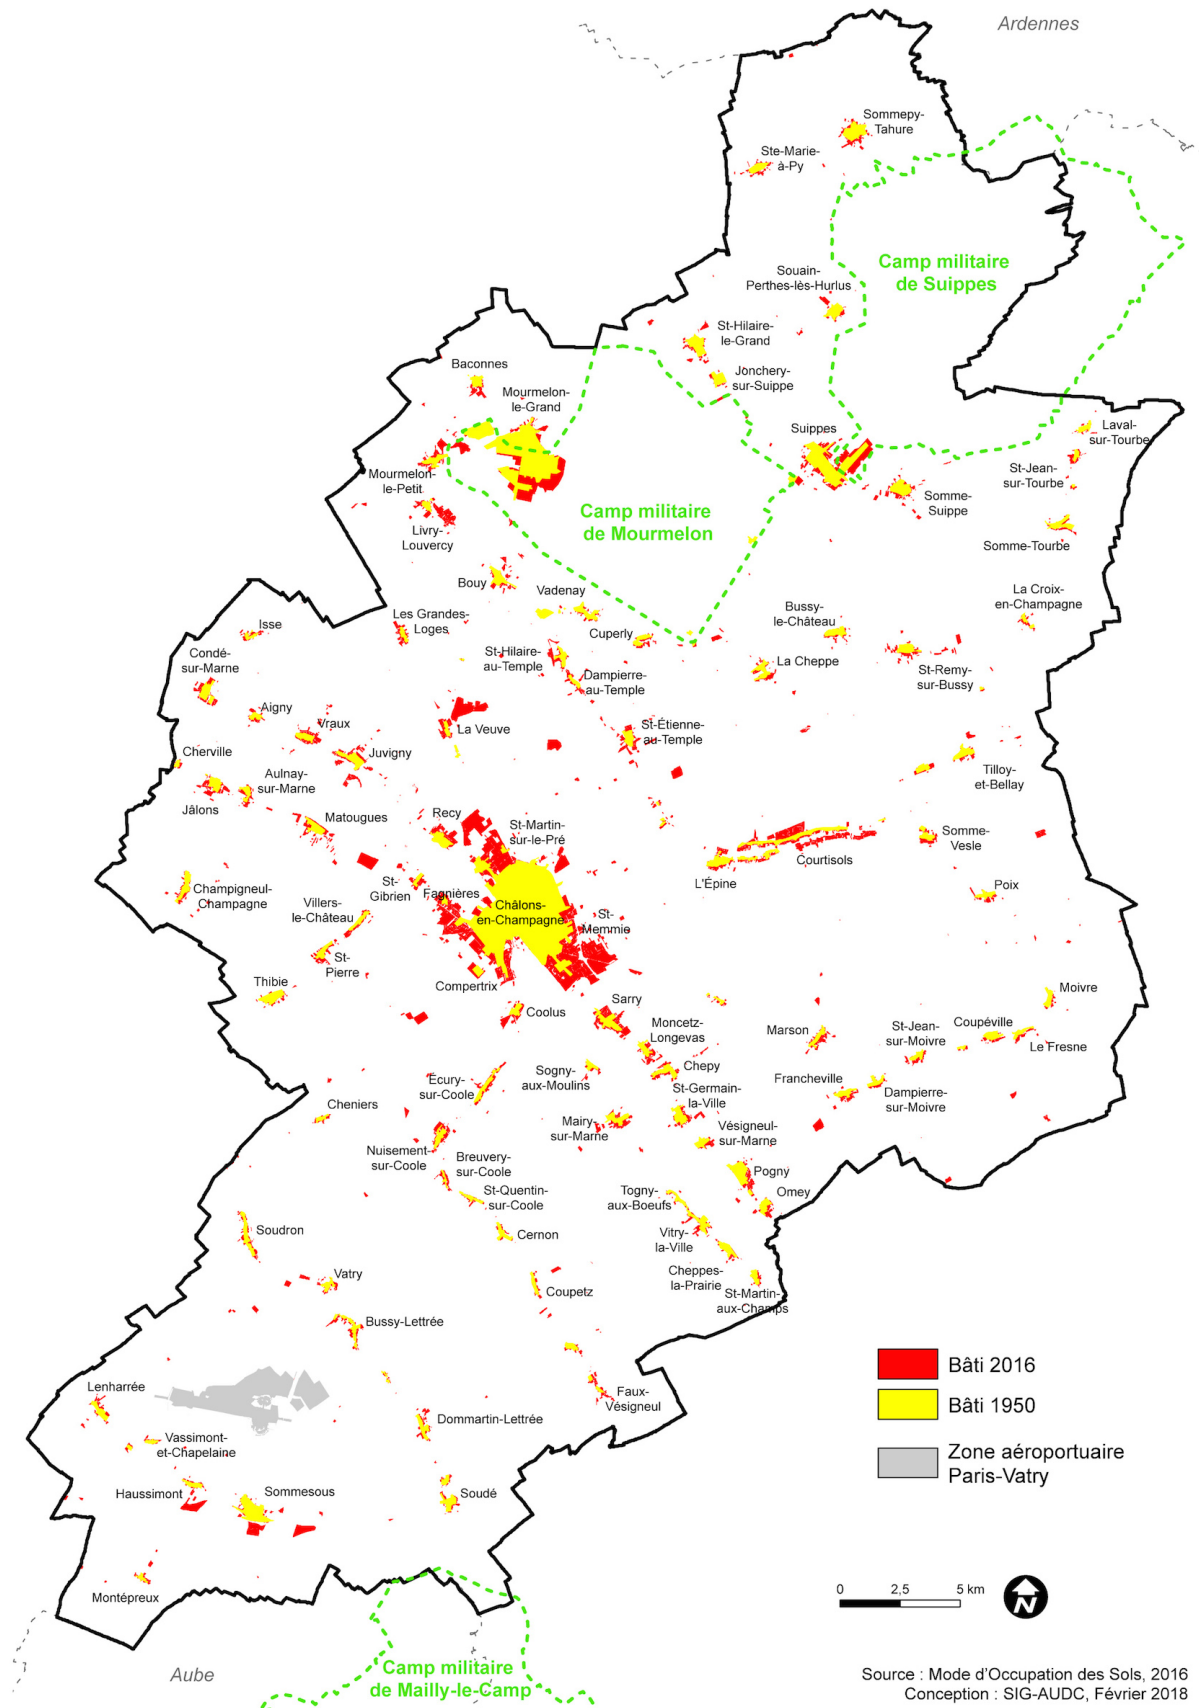 Ardennes
Sommepy-
Tahure
Ste-Marie-
à-Py
Camp militaire
de Suippes
Souain-
Perthes-lès-Hurlus
St-Hilaire-
le-Grand
Jonchery-
sur-Suippe
Baconnes
Mourmelon-
le-Grand
Suippes
Laval-
sur-Tourbe
Mourmelon-
le-Petit
St-Jean-
sur-Tourbe
Somme-
Suippe
Camp militaire
de Mourmelon
Livry-
Louvercy
Somme-Tourbe
Bouy
Vadenay
La Croix-
en-Champagne
Isse
Les Grandes-
Loges
Bussy-
le-Château
Cuperly
Condé-
sur-Marne
St-Hilaire-
au-Temple
La Cheppe
Dampierre-
au-Temple
St-Remy-
sur-Bussy
Aigny
Vraux
La Veuve
St-Étienne-
au-Temple
Cherville
Juvigny
Aulnay-
sur-Marne
Tilloy-
et-Bellay
Jâlons
Matougues
Recy
St-Martin-
sur-le-Pré
Somme-
Vesle
Courtisols
L'Épine
Champigneul-
Champagne
St-
Gibrien
Fagnières
Poix
Villers-
le-Château
Châlons-
en-Champagne
St-
Memmie
St-
Pierre
Thibie
Compertrix
Moivre
Coolus
Sarry
Moncetz-
Longevas
Marson
St-Jean-
sur-Moivre
Coupéville
Le Fresne
Écury-
sur-Coole
Sogny-
aux-Moulins
Chepy
Francheville
Dampierre-
sur-Moivre
St-Germain-
la-Ville
Cheniers
Mairy-
sur-Marne
Vésigneul-
sur-Marne
Nuisement-
sur-Coole
Breuvery-
sur-Coole
Pogny
St-Quentin-
sur-Coole
Togny-
aux-Boeufs
Omey
Soudron
Cernon
Vitry-
la-Ville
Vatry
Cheppes-
la-Prairie
Coupetz
St-Martin-
aux-Champs
Bussy-Lettrée
Lenharrée
Faux-
Vésigneul
Dommartin-Lettrée
Vassimont-
et-Chapelaine
Haussimont
Sommesous
Soudé
Montépreux
Bâti 2016
Bâti 1950
Zone aéroportuaire
Paris-Vatry
0 2,5 5 km
N
Aube
Camp militaire
de Mailly-le-Camp
Source : Mode d'Occupation des Sols, 2016
Conception : SIG-AUDC, Février 2018